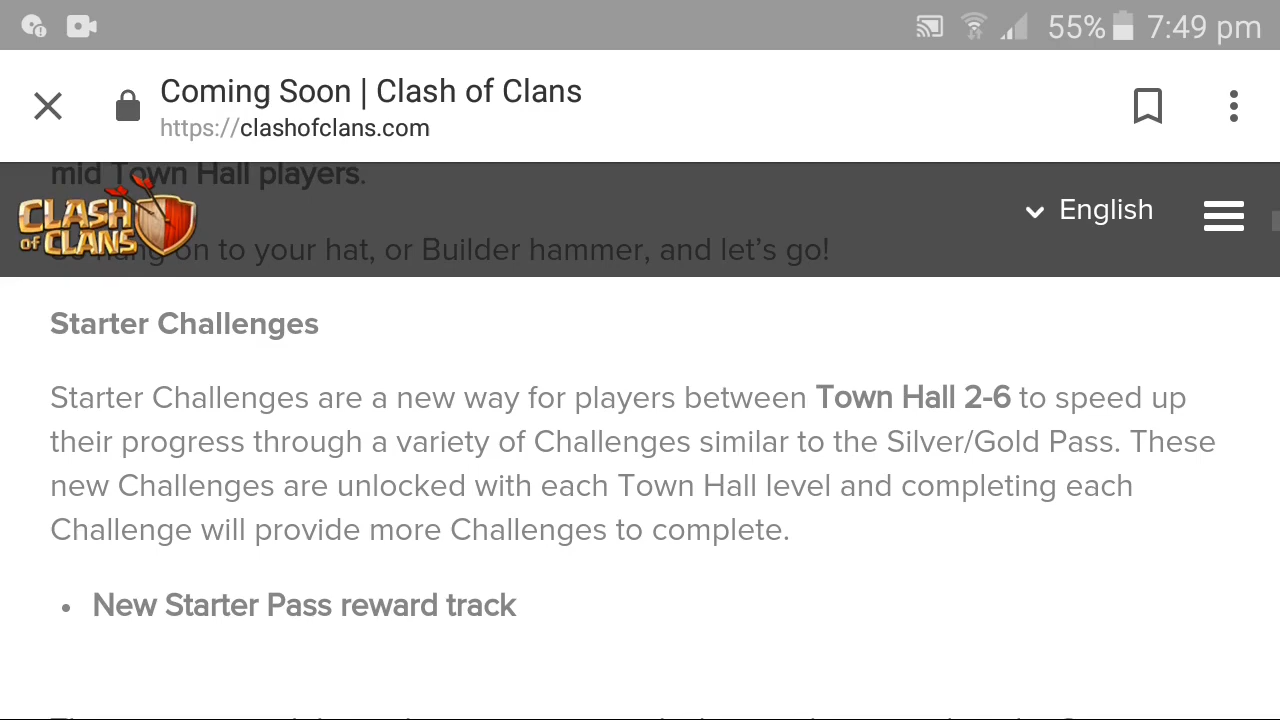 55% 7:49 pm
Coming Soon | Clash of Clans
https://clashofclans.com
mid Town Hall players.
CLASH
of CLANS
English
hang on to your hat, or Builder hammer, and let's go!
Starter Challenges
Starter Challenges are a new way for players between Town Hall 2-6 to speed up
their progress through a variety of Challenges similar to the Silver/Gold Pass. These
new Challenges are unlocked with each Town Hall level and completing each
Challenge will provide more Challenges to complete.
• New Starter Pass reward track